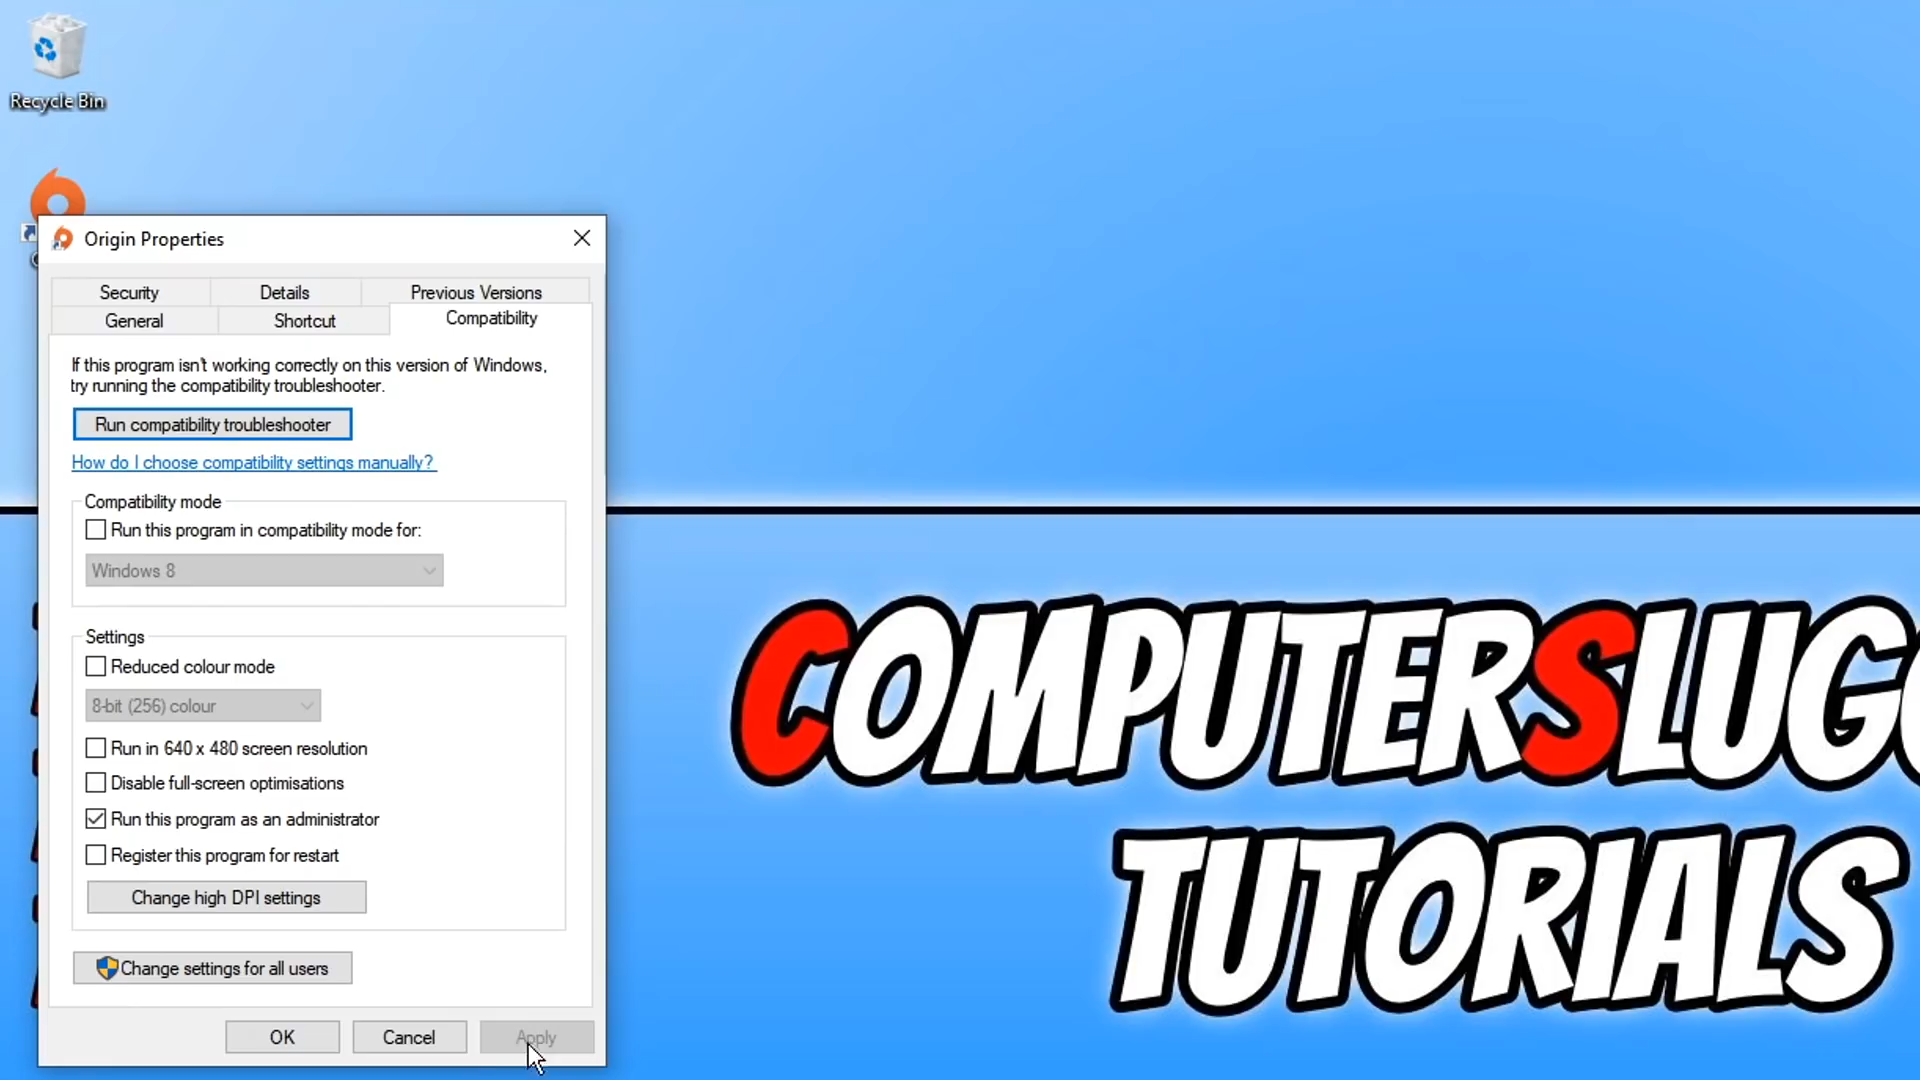 Recycle Bin
Origin Properties
Security Details Previous Versions
General Shortcut Compatibility
If this program isn't working correctly on this version of Windows,
try running the compatibility troubleshooter.
Run compatibility troubleshooter
How do I choose compatibility settings manually?
Compatibility mode
Run this program in compatibility mode for:
Windows 8
Settings
Reduced colour mode
8-bit (256) colour
Run in 640 x 480 screen resolution
Disable full-screen optimisations
Run this program as an administrator
Register this program for restart
Change high DPI settings
Change settings for all users
OK Cancel Apply
COMPUTERSLUGG
TUTORIALS